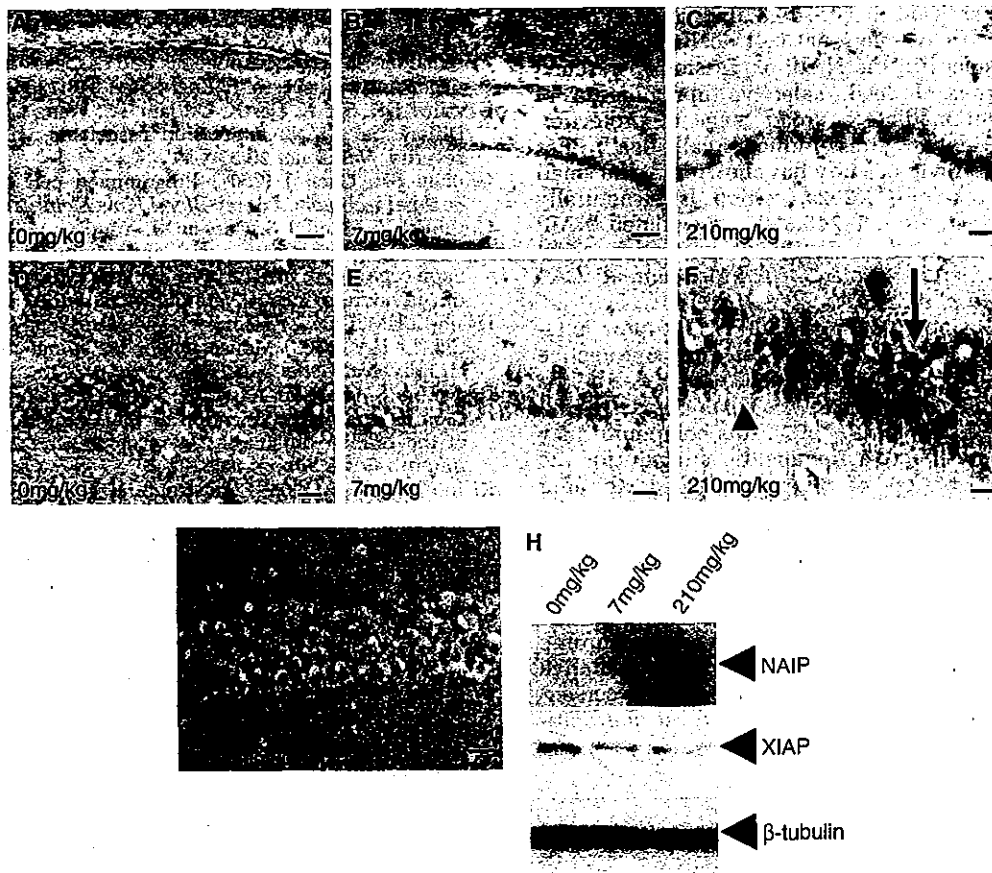 A
B
C
0mg/kg
7mg/kg
210mg/kg
D
E
F
0mg/kg
7mg/kg
210mg/kg
H
0mg/kg
7mg/kg
210mg/kg
NAIP
XIAP
β-tubulin